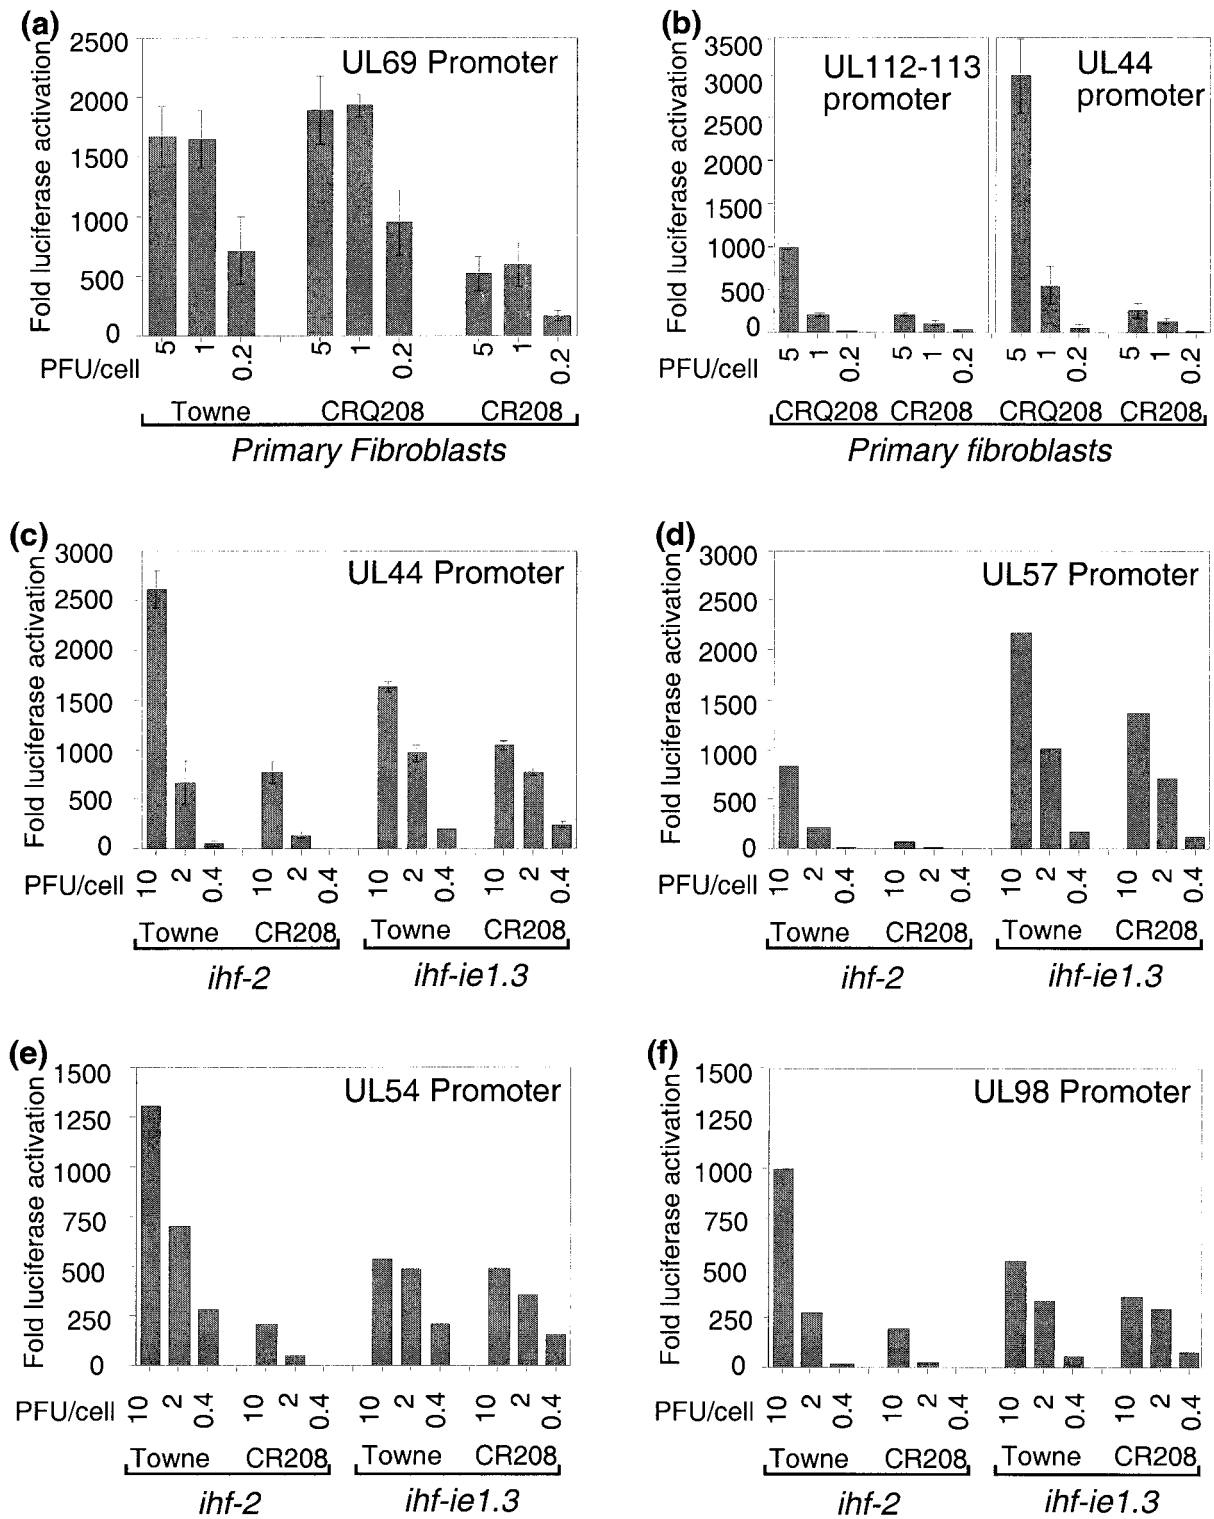 (a)
UL69 Promoter
Fold luciferase activation
2500
2000
1500
1000
500
0
PFU/cell
5 1 0.2 5 1 0.2 5 1 0.2
Towne CRQ208 CR208
Primary Fibroblasts
(b)
UL112-113
promoter
UL44
promoter
Fold luciferase activation
3500
3000
2500
2000
1500
1000
500
0
PFU/cell
5 1 0.2 5 1 0.2 5 1 0.2 5 1 0.2
CRQ208 CR208 CRQ208 CR208
Primary fibroblasts
(c)
UL44 Promoter
Fold luciferase activation
3000
2500
2000
1500
1000
500
0
PFU/cell
10 2 0.4 10 2 0.4 10 2 0.4 10 2 0.4
Towne CR208 Towne CR208
ihf-2 ihf-ie1.3
(d)
UL57 Promoter
Fold luciferase activation
3000
2500
2000
1500
1000
500
0
PFU/cell
10 2 0.4 10 2 0.4 10 2 0.4 10 2 0.4
Towne CR208 Towne CR208
ihf-2 ihf-ie1.3
(e)
UL54 Promoter
Fold luciferase activation
1500
1250
1000
750
500
250
0
PFU/cell
10 2 0.4 10 2 0.4 10 2 0.4 10 2 0.4
Towne CR208 Towne CR208
ihf-2 ihf-ie1.3
(f)
UL98 Promoter
Fold luciferase activation
1500
1250
1000
750
500
250
0
PFU/cell
10 2 0.4 10 2 0.4 10 2 0.4 10 2 0.4
Towne CR208 Towne CR208
ihf-2 ihf-ie1.3